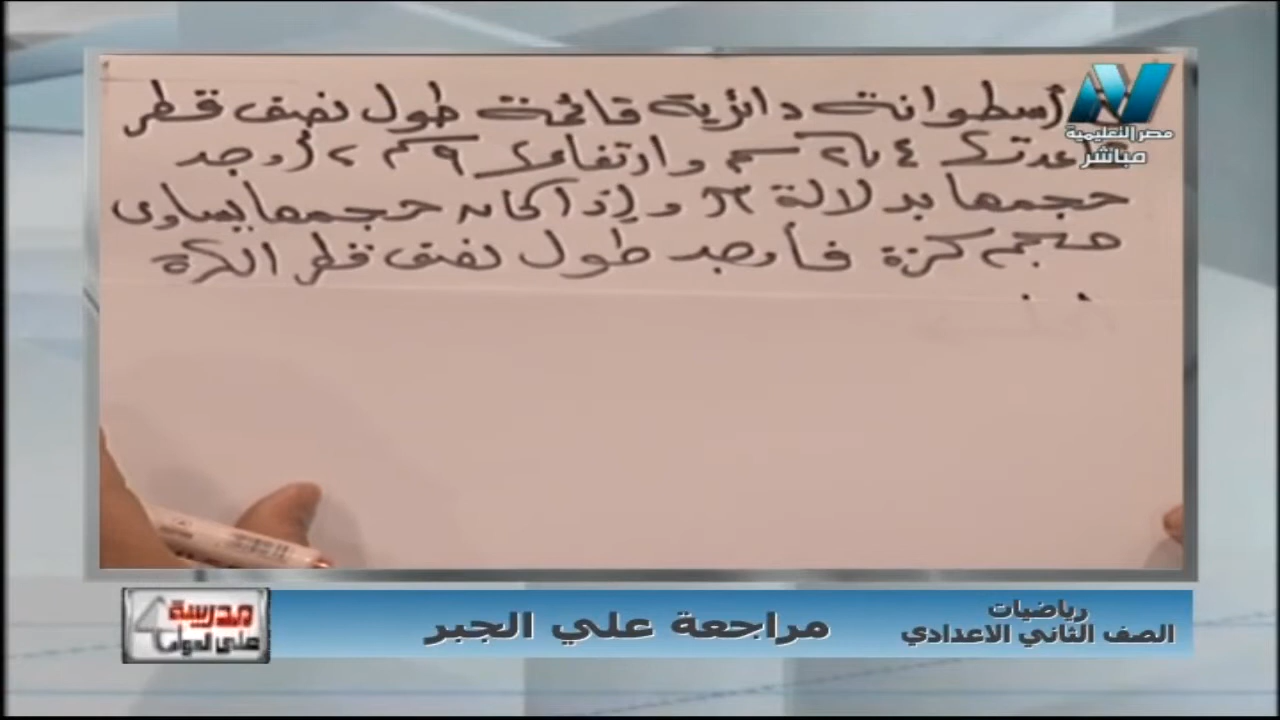 أسطوانة دائرية قائمة طول نصف قطر
قاعدتها ٤√٢ سم وارتفاعها ٩ سم ، أوجد
حجمها بدلالة π وإذا كان حجمها يساوى
حجم كرة فأوجد طول نصف قطر الكرة
مصر التعليمية
مباشر
مدرسة
على الهواء
مراجعة علي الجبر
رياضيات
الصف الثاني الاعدادي